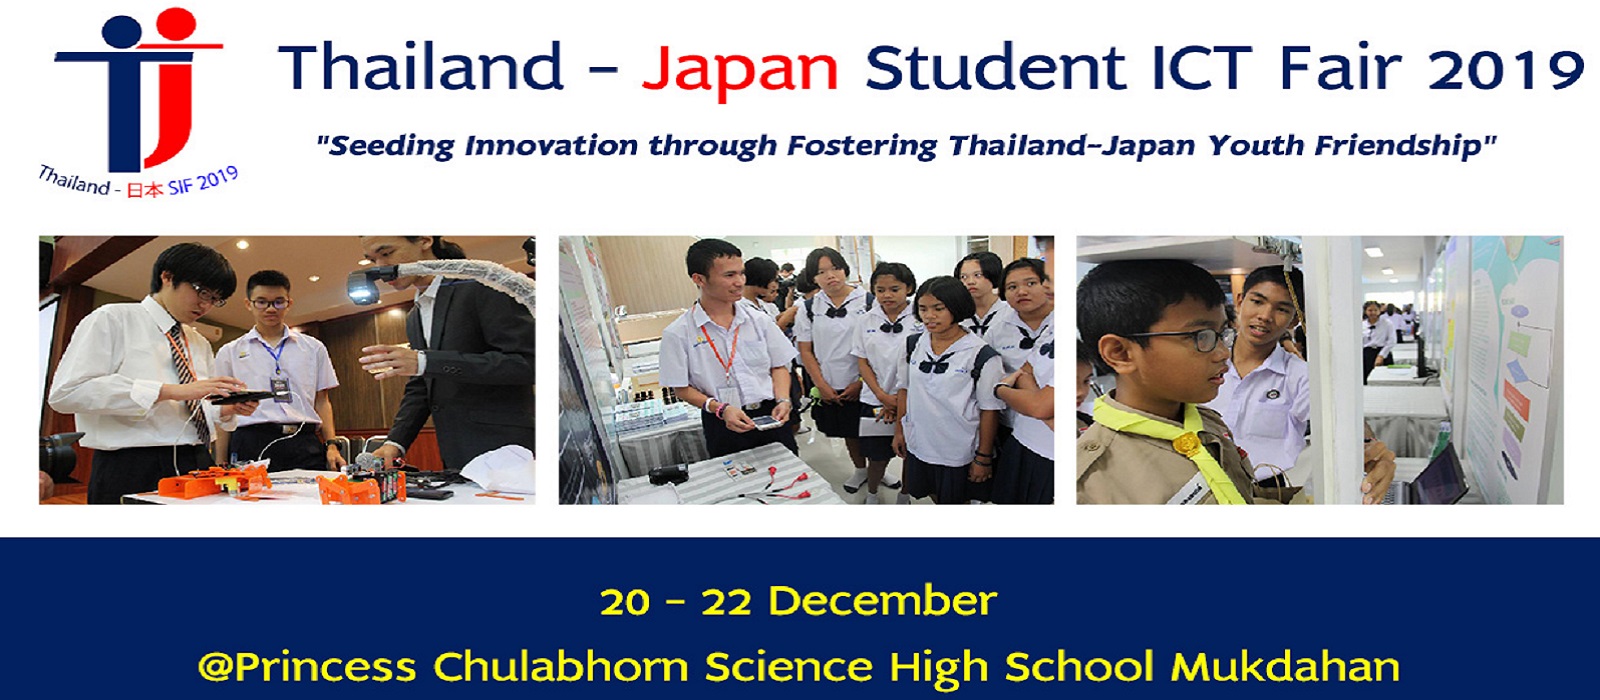 Thailand - Japan Student ICT Fair 2019
"Seeding Innovation through Fostering Thailand-Japan Youth Friendship"
Thailand - 日本 SIF 2019
20 - 22 December
@Princess Chulabhorn Science High School Mukdahan